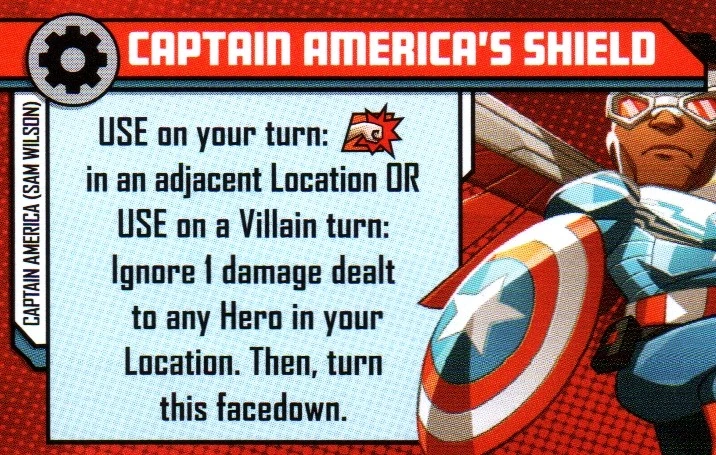 CAPTAIN AMERICA'S SHIELD
CAPTAIN AMERICA (SAM WILSON)
USE on your turn:
in an adjacent Location OR
USE on a Villain turn:
Ignore 1 damage dealt
to any Hero in your
Location. Then, turn
this facedown.